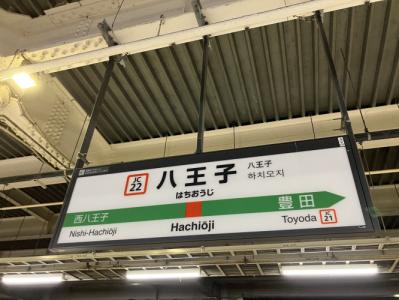 JC
22
八王子
はちおうじ
八王子
하치오지
西八王子
Nishi-Hachiōji
Hachiōji
豊田
Toyoda
JC
21